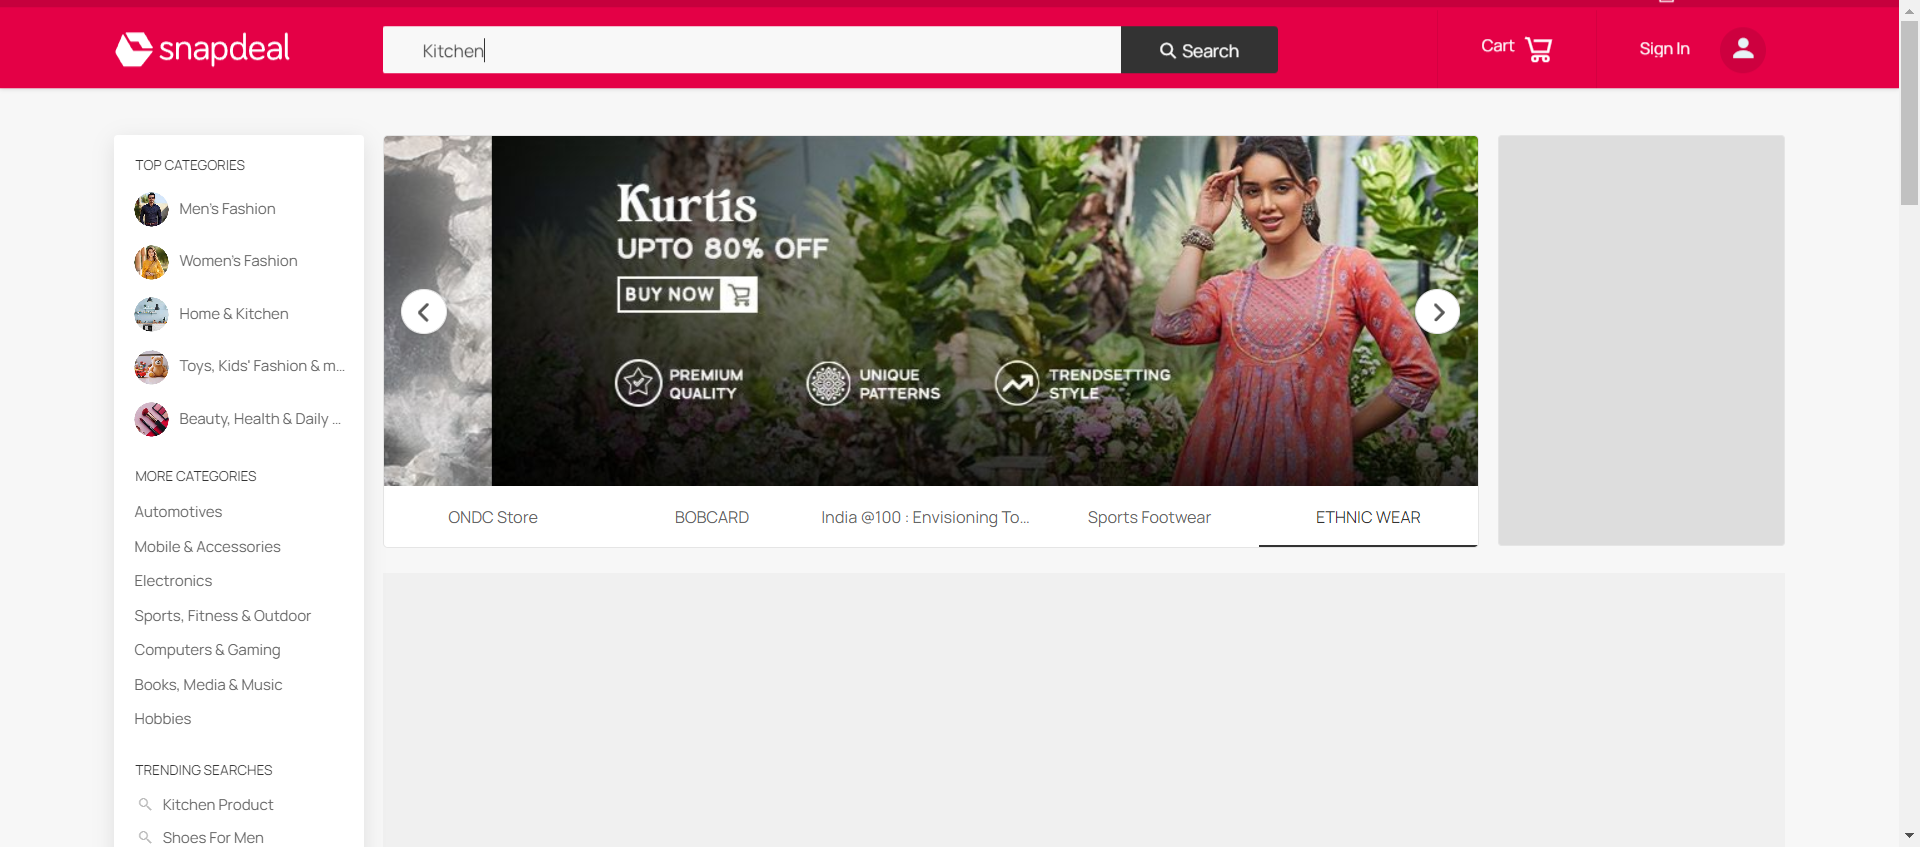 snapdeal
Kitchen
Search
Cart
Sign In
TOP CATEGORIES
Men's Fashion
Women's Fashion
Home & Kitchen
Toys, Kids' Fashion & m...
Beauty, Health & Daily ...
MORE CATEGORIES
Automotives
Mobile & Accessories
Electronics
Sports, Fitness & Outdoor
Computers & Gaming
Books, Media & Music
Hobbies
TRENDING SEARCHES
Kitchen Product
Shoes For Men
Kurtis
UPTO 80% OFF
BUY NOW
PREMIUM
QUALITY
UNIQUE
PATTERNS
TRENDSETTING
STYLE
ONDC Store
BOBCARD
India @100 : Envisioning To...
Sports Footwear
ETHNIC WEAR